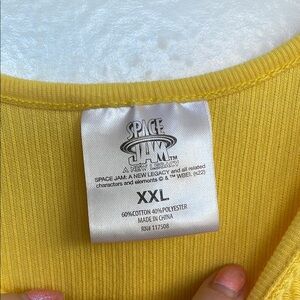 SPACE
JAM™
A NEW LEGACY
SPACE JAM: A NEW LEGACY and all related
characters and elements © & ™ WBEI. (s22)
XXL
60%COTTON 40%POLYESTER
MADE IN CHINA
RN# 117508